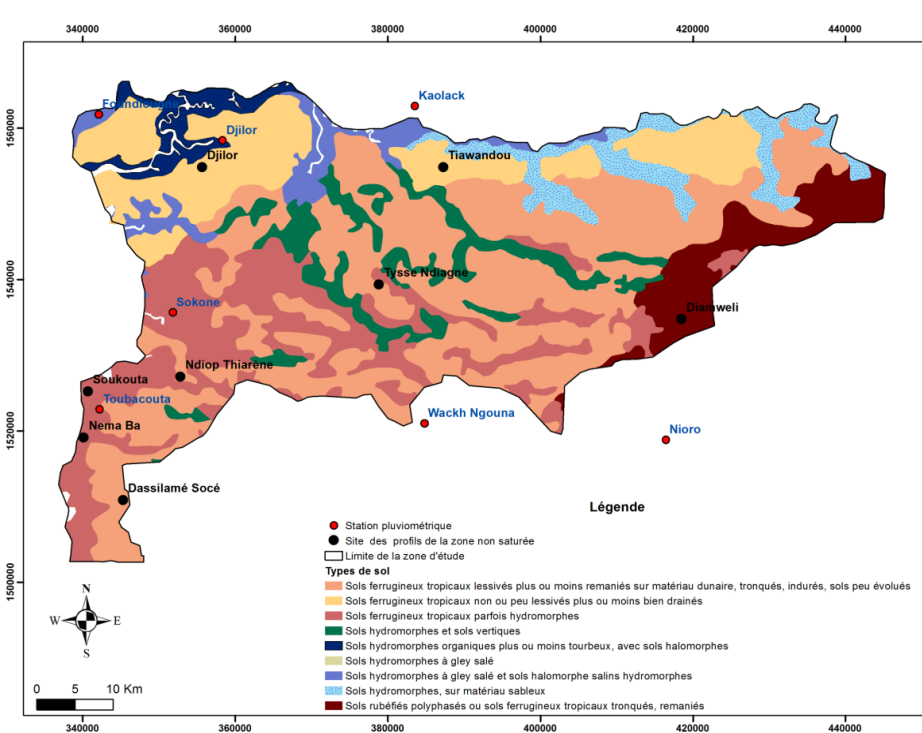 340000 360000 380000 400000 420000 440000
1560000
1540000
1520000
1500000
Foundiougne
Kaolack
Djilor
Djilor
Tiawandou
Tysse Ndiagne
Sokone
Diamweli
Ndiop Thiarène
Soukouta
Toubacouta
Wackh Ngouna
Nema Ba
Nioro
Dassilamé Socé
Légende
Station pluviométrique
Site des profils de la zone non saturée
Limite de la zone d'étude
Types de sol
Sols ferrugineux tropicaux lessivés plus ou moins remaniés sur matériau dunaire, tronqués, indurés, sols peu évolués
Sols ferrugineux tropicaux non ou peu lessivés plus ou moins bien drainés
Sols ferrugineux tropicaux parfois hydromorphes
Sols hydromorphes et sols vertiques
Sols hydromorphes organiques plus ou moins tourbeux, avec sols halomorphes
Sols hydromorphes à gley salé
Sols hydromorphes à gley salé et sols halomorphe salins hydromorphes
Sols hydromorphes, sur matériau sableux
Sols rubéfiés polyphasés ou sols ferrugineux tropicaux tronqués, remaniés
N
W E
S
0 5 10 Km
340000 360000 380000 400000 420000 440000